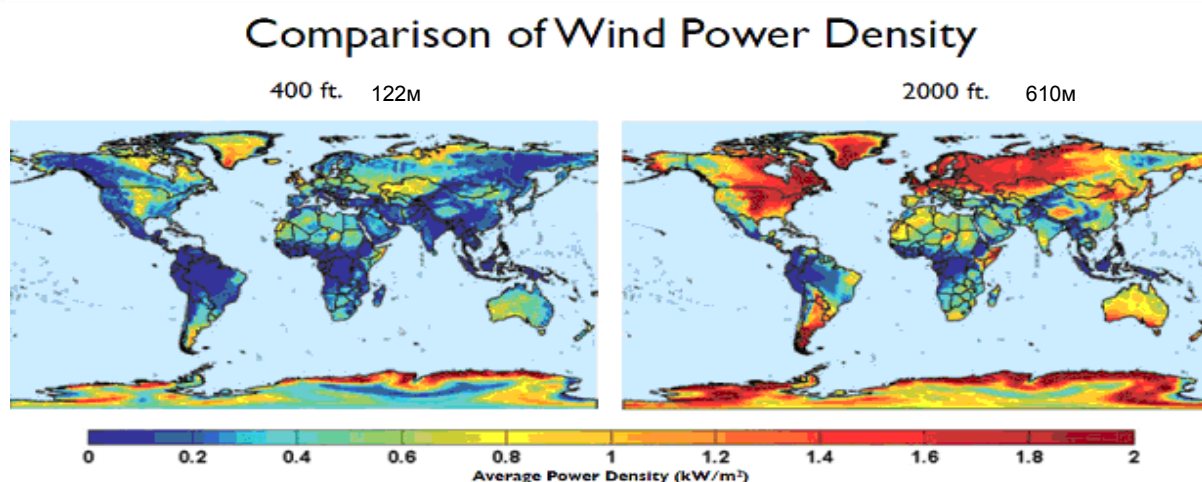 Comparison of Wind Power Density
400 ft. 122м
2000 ft. 610м
0 0.2 0.4 0.6 0.8 1 1.2 1.4 1.6 1.8 2
Average Power Density (kW/m²)